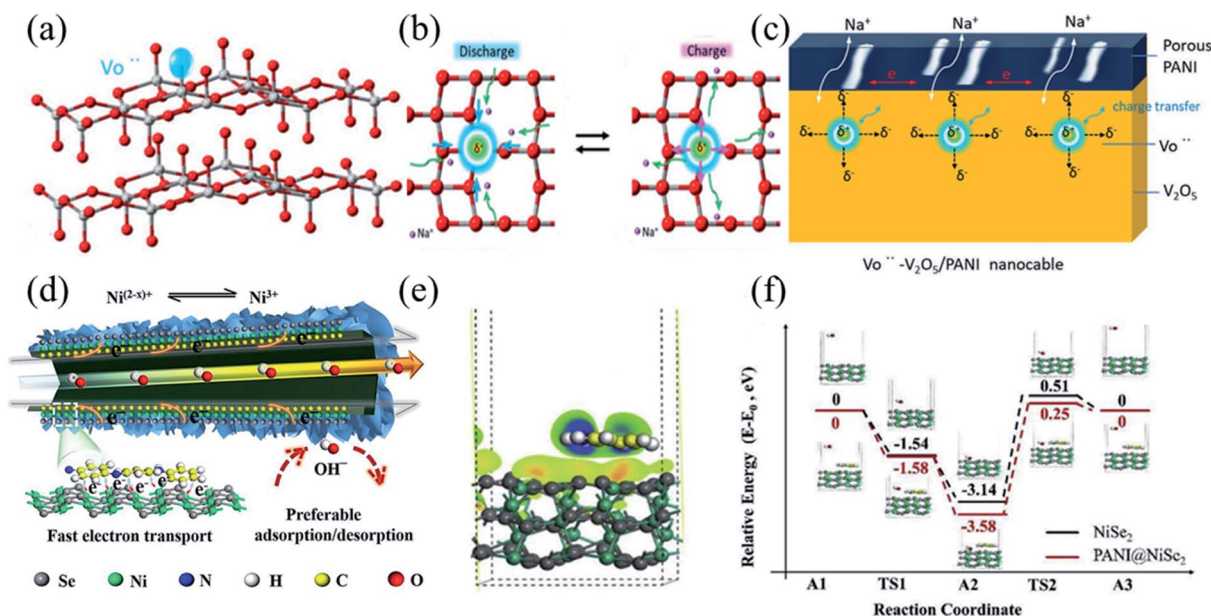 (a)
Vo ··
(b)
Discharge
Charge
δ⁺
δ⁺
Na⁺
Na⁺
(c)
Na⁺ Na⁺ Na⁺
Porous
PANI
e e
charge transfer
δ⁻ δ⁻ δ⁻
δ⁻ δ⁺ δ⁻ δ⁻ δ⁺ δ⁻ δ⁻ δ⁺ δ⁻
δ⁻ δ⁻ δ⁻
Vo ··
V₂O₅
Vo ·· -V₂O₅/PANI nanocable
(d)
Ni⁽²⁻ˣ⁾⁺ ⇌ Ni³⁺
e⁻ e⁻ e⁻
e⁻ e⁻ e⁻
e⁻ e⁻ e⁻ e⁻ e⁻
OH⁻
Fast electron transport
Preferable
adsorption/desorption
Se Ni N H C O
(e)
(f)
Relative Energy (E-E₀ , eV)
0
0
-1.54
-1.58
-3.14
-3.58
0.51
0.25
0
0
NiSe₂
PANI@NiSe₂
A1 TS1 A2 TS2 A3
Reaction Coordinate